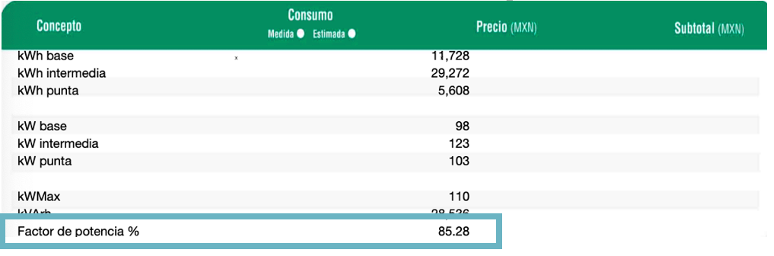 Concepto Consumo Precio (MXN) Subtotal (MXN)
Medida Estimada
kWh base x 11,728
kWh intermedia 29,272
kWh punta 5,608
kW base 98
kW intermedia 123
kW punta 103
kWMax 110
kVArh 28,536
Factor de potencia % 85.28